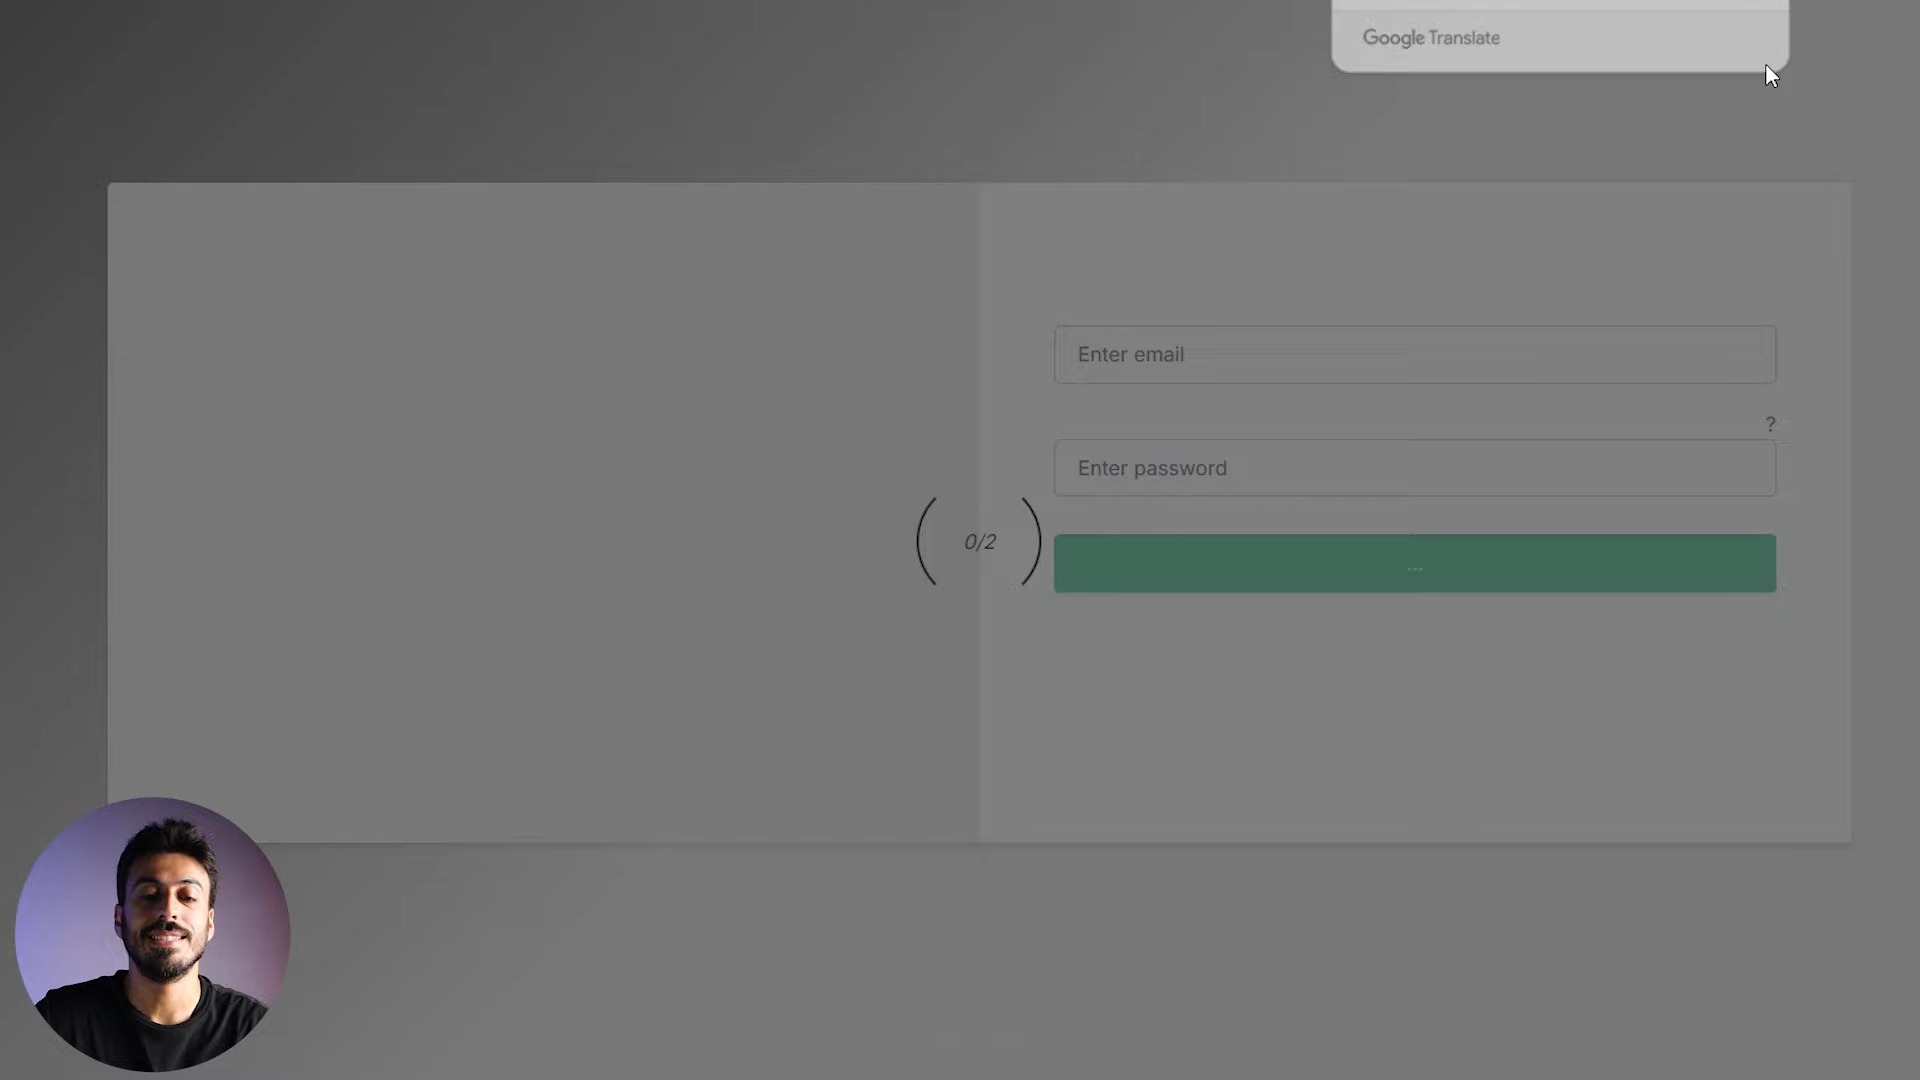 Google Translate
Enter email
?
Enter password
0/2
...